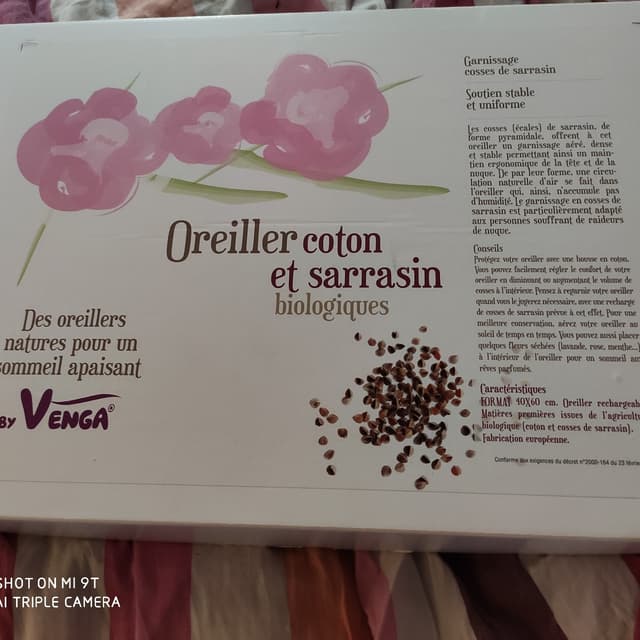 Garnissage
cosses de sarrasin
Soutien stable
et uniforme
Les cosses (écales) de sarrasin, de
forme pyramidale, offrent à cet
oreiller un garnissage aéré, dense
et stable permettant ainsi un main-
tien ergonomique de la tête et de la
nuque. De par leur forme, une circu-
lation naturelle d'air se fait dans
l'oreiller qui, ainsi, n'accumule pas
d'humidité. Le garnissage en cosses de
sarrasin est particulièrement adapté
aux personnes souffrant de raideurs
de nuque.
Conseils
Protégez votre oreiller avec une housse en coton.
Vous pouvez facilement régler le confort de votre
oreiller en diminuant ou augmentant le volume de
cosses à l'intérieur. Pensez à regarnir votre oreiller
quand vous le jugerez nécessaire, avec une recharge
de cosses de sarrasin prévue à cet effet. Pour une
meilleure conservation, aérez votre oreiller au
soleil de temps en temps. Vous pouvez aussi placer
quelques fleurs séchées (lavande, rose, menthe...)
à l'intérieur de l'oreiller pour un sommeil au
rêves parfumés.
Caractéristiques
FORMAT 40X60 cm. Oreiller rechargeab
Matières premières issues de l'agricultu
biologique (coton et cosses de sarrasin).
Fabrication européenne.
Conforme aux exigences du décret n°2000-164 du 23 févrie
Oreiller coton
et sarrasin
biologiques
Des oreillers
natures pour un
sommeil apaisant
BY VENGA®
SHOT ON MI 9T
AI TRIPLE CAMERA